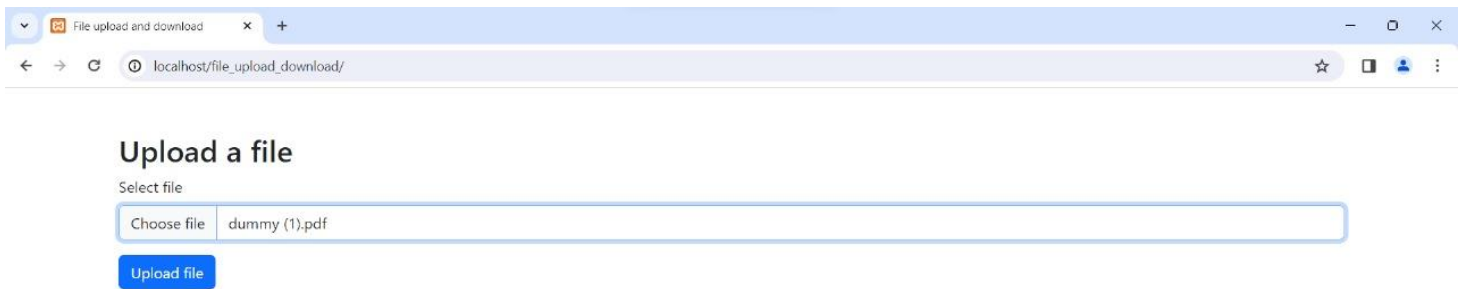 File upload and download
localhost/file_upload_download/
Upload a file
Select file
Choose file dummy (1).pdf
Upload file